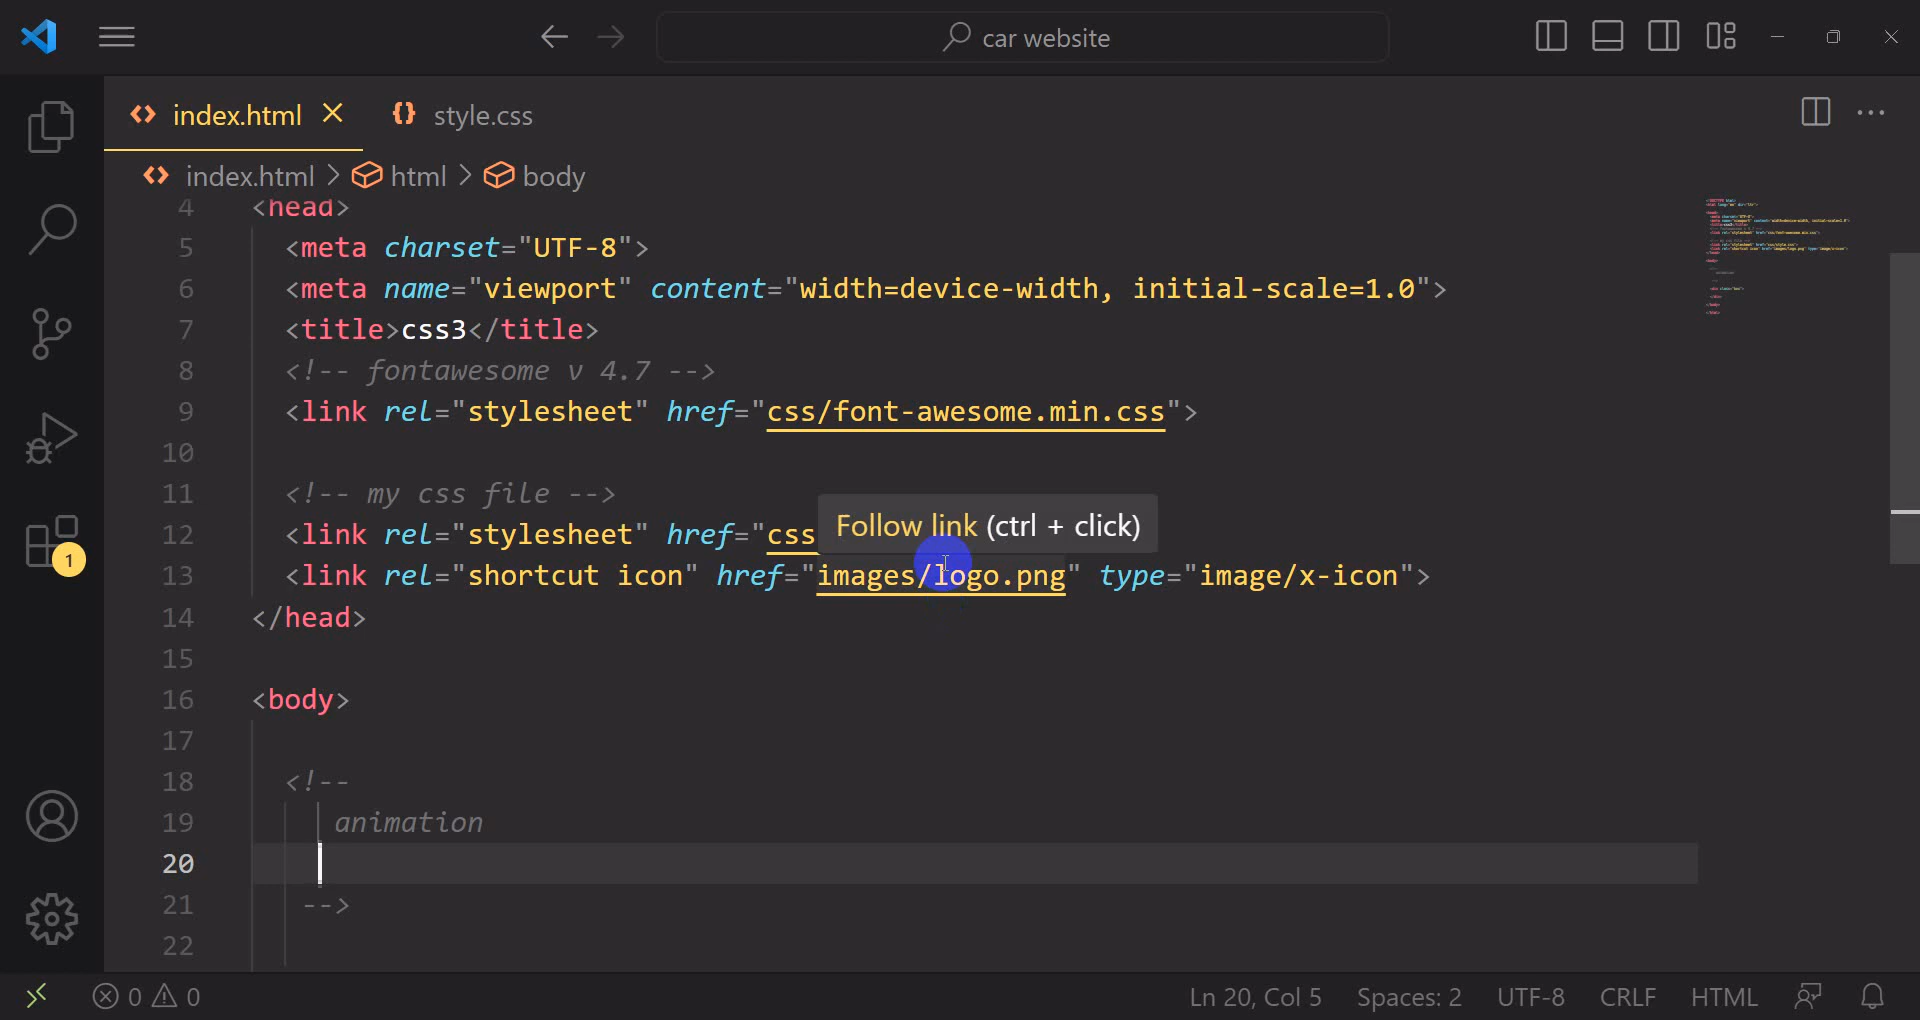 car website
index.html
style.css
index.html > html > body
4 <head>
5 <meta charset="UTF-8">
6 <meta name="viewport" content="width=device-width, initial-scale=1.0">
7 <title>css3</title>
8 <!-- fontawesome v 4.7 -->
9 <link rel="stylesheet" href="css/font-awesome.min.css">
10
11 <!-- my css file -->
Follow link (ctrl + click)
12 <link rel="stylesheet" href="css
13 <link rel="shortcut icon" href="images/logo.png" type="image/x-icon">
14 </head>
15
16 <body>
17
18 <!--
19 animation
20
21 -->
22
1
0 0 Ln 20, Col 5 Spaces: 2 UTF-8 CRLF HTML